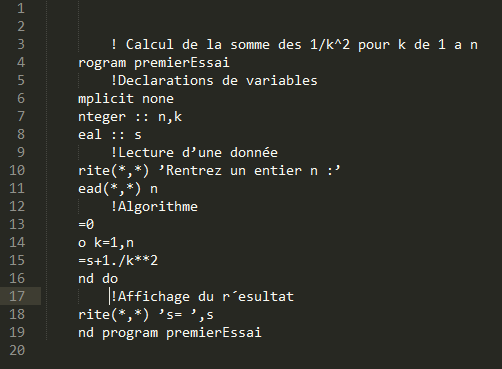 1
2
3 ! Calcul de la somme des 1/k^2 pour k de 1 a n
4 rogram premierEssai
5 !Declarations de variables
6 mplicit none
7 nteger :: n,k
8 eal :: s
9 !Lecture d’une donnée
10 rite(*,*) ’Rentrez un entier n :’
11 ead(*,*) n
12 !Algorithme
13 =0
14 o k=1,n
15 =s+1./k**2
16 nd do
17 !Affichage du r´esultat
18 rite(*,*) ’s= ’,s
19 nd program premierEssai
20